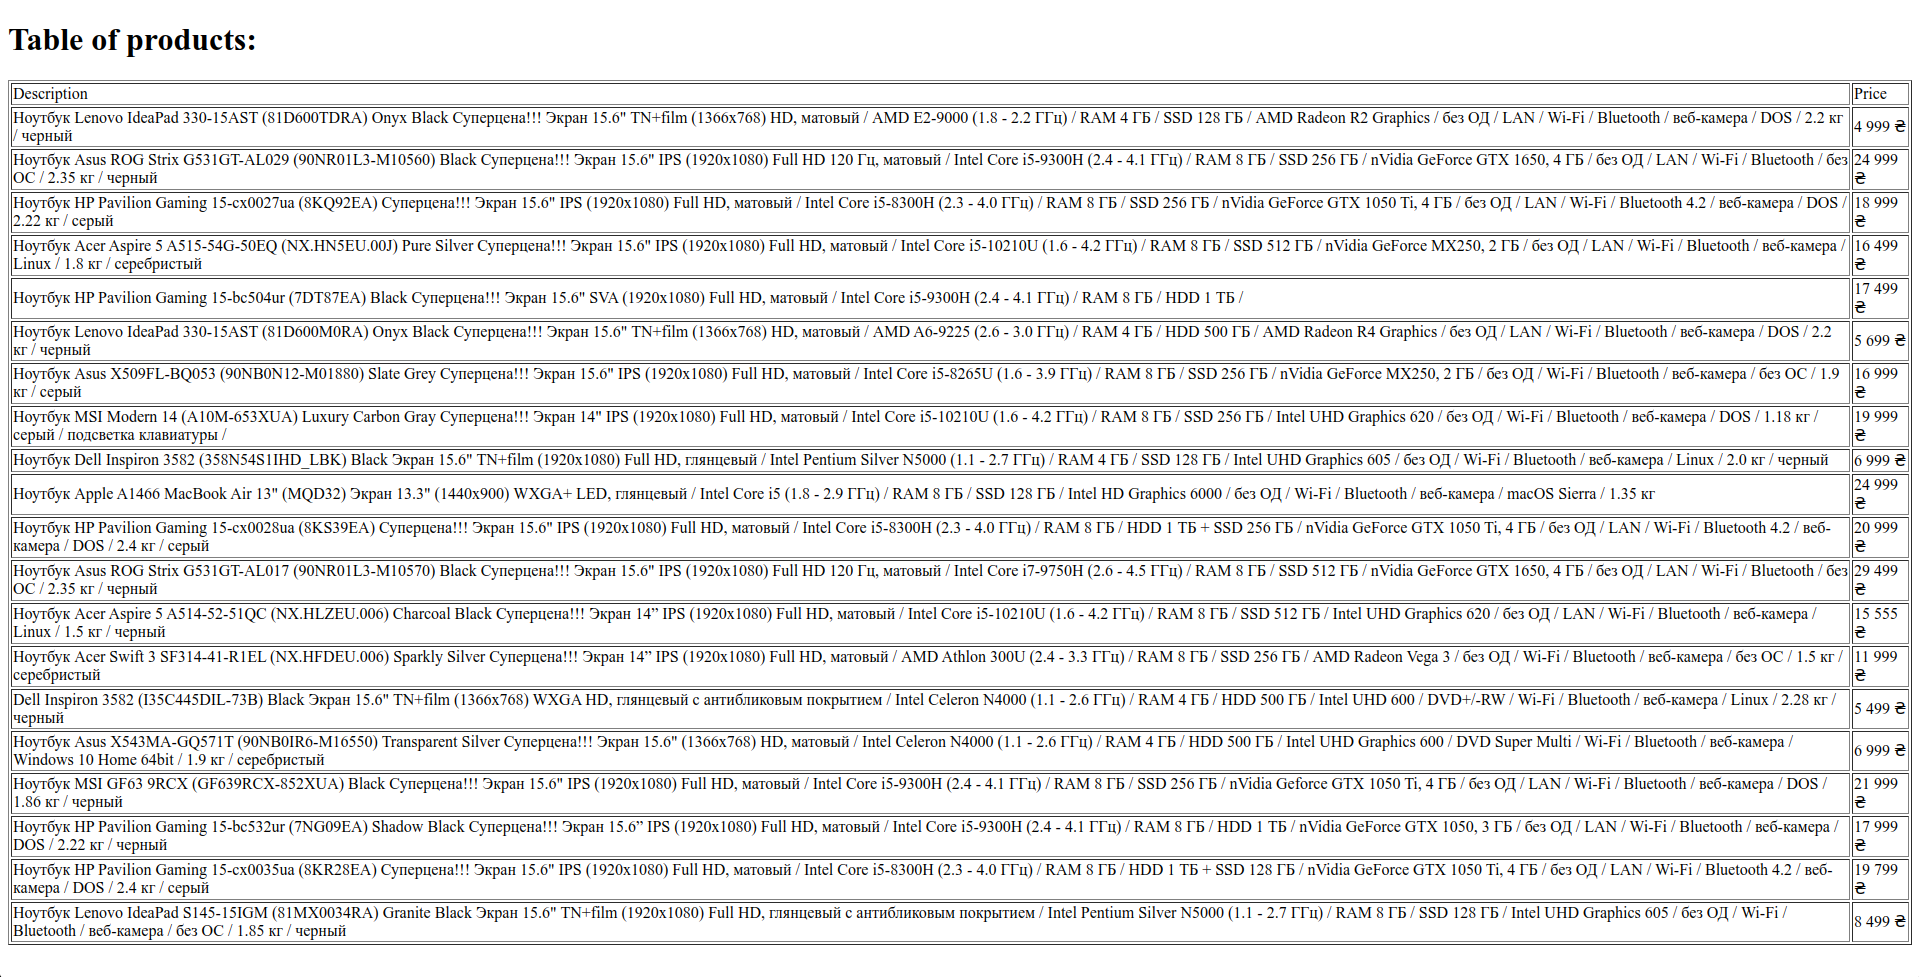 Table of products:
Description
Price
Ноутбук Lenovo IdeaPad 330-15AST (81D600TDRA) Onyx Black Суперцена!!! Экран 15.6" TN+film (1366x768) HD, матовый / AMD E2-9000 (1.8 - 2.2 ГГц) / RAM 4 ГБ / SSD 128 ГБ / AMD Radeon R2 Graphics / без ОД / LAN / Wi-Fi / Bluetooth / веб-камера / DOS / 2.2 кг
/ черный
4 999 ₴
Ноутбук Asus ROG Strix G531GT-AL029 (90NR01L3-M10560) Black Суперцена!!! Экран 15.6" IPS (1920x1080) Full HD 120 Гц, матовый / Intel Core i5-9300H (2.4 - 4.1 ГГц) / RAM 8 ГБ / SSD 256 ГБ / nVidia GeForce GTX 1650, 4 ГБ / без ОД / LAN / Wi-Fi / Bluetooth / без
ОС / 2.35 кг / черный
24 999
₴
Ноутбук HP Pavilion Gaming 15-cx0027ua (8KQ92EA) Суперцена!!! Экран 15.6" IPS (1920x1080) Full HD, матовый / Intel Core i5-8300H (2.3 - 4.0 ГГц) / RAM 8 ГБ / SSD 256 ГБ / nVidia GeForce GTX 1050 Ti, 4 ГБ / без ОД / LAN / Wi-Fi / Bluetooth 4.2 / веб-камера / DOS /
2.22 кг / серый
18 999
₴
Ноутбук Acer Aspire 5 A515-54G-50EQ (NX.HN5EU.00J) Pure Silver Суперцена!!! Экран 15.6" IPS (1920x1080) Full HD, матовый / Intel Core i5-10210U (1.6 - 4.2 ГГц) / RAM 8 ГБ / SSD 512 ГБ / nVidia GeForce MX250, 2 ГБ / без ОД / LAN / Wi-Fi / Bluetooth / веб-камера /
Linux / 1.8 кг / серебристый
16 499
₴
Ноутбук HP Pavilion Gaming 15-bc504ur (7DT87EA) Black Суперцена!!! Экран 15.6" SVA (1920x1080) Full HD, матовый / Intel Core i5-9300H (2.4 - 4.1 ГГц) / RAM 8 ГБ / HDD 1 ТБ /
17 499
₴
Ноутбук Lenovo IdeaPad 330-15AST (81D600M0RA) Onyx Black Суперцена!!! Экран 15.6" TN+film (1366x768) HD, матовый / AMD A6-9225 (2.6 - 3.0 ГГц) / RAM 4 ГБ / HDD 500 ГБ / AMD Radeon R4 Graphics / без ОД / LAN / Wi-Fi / Bluetooth / веб-камера / DOS / 2.2
кг / черный
5 699 ₴
Ноутбук Asus X509FL-BQ053 (90NB0N12-M01880) Slate Grey Суперцена!!! Экран 15.6" IPS (1920x1080) Full HD, матовый / Intel Core i5-8265U (1.6 - 3.9 ГГц) / RAM 8 ГБ / SSD 256 ГБ / nVidia GeForce MX250, 2 ГБ / без ОД / Wi-Fi / Bluetooth / веб-камера / без ОС / 1.9
кг / серый
16 999
₴
Ноутбук MSI Modern 14 (A10M-653XUA) Luxury Carbon Gray Суперцена!!! Экран 14" IPS (1920x1080) Full HD, матовый / Intel Core i5-10210U (1.6 - 4.2 ГГц) / RAM 8 ГБ / SSD 256 ГБ / Intel UHD Graphics 620 / без ОД / Wi-Fi / Bluetooth / веб-камера / DOS / 1.18 кг /
серый / подсветка клавиатуры /
19 999
₴
Ноутбук Dell Inspiron 3582 (358N54S1IHD_LBK) Black Экран 15.6" TN+film (1920x1080) Full HD, глянцевый / Intel Pentium Silver N5000 (1.1 - 2.7 ГГц) / RAM 4 ГБ / SSD 128 ГБ / Intel UHD Graphics 605 / без ОД / Wi-Fi / Bluetooth / веб-камера / Linux / 2.0 кг / черный
6 999 ₴
Ноутбук Apple A1466 MacBook Air 13" (MQD32) Экран 13.3" (1440x900) WXGA+ LED, глянцевый / Intel Core i5 (1.8 - 2.9 ГГц) / RAM 8 ГБ / SSD 128 ГБ / Intel HD Graphics 6000 / без ОД / Wi-Fi / Bluetooth / веб-камера / macOS Sierra / 1.35 кг
24 999
₴
Ноутбук HP Pavilion Gaming 15-cx0028ua (8KS39EA) Суперцена!!! Экран 15.6" IPS (1920x1080) Full HD, матовый / Intel Core i5-8300H (2.3 - 4.0 ГГц) / RAM 8 ГБ / HDD 1 ТБ + SSD 256 ГБ / nVidia GeForce GTX 1050 Ti, 4 ГБ / без ОД / LAN / Wi-Fi / Bluetooth 4.2 / веб-
камера / DOS / 2.4 кг / серый
20 999
₴
Ноутбук Asus ROG Strix G531GT-AL017 (90NR01L3-M10570) Black Суперцена!!! Экран 15.6" IPS (1920x1080) Full HD 120 Гц, матовый / Intel Core i7-9750H (2.6 - 4.5 ГГц) / RAM 8 ГБ / SSD 512 ГБ / nVidia GeForce GTX 1650, 4 ГБ / без ОД / LAN / Wi-Fi / Bluetooth / без
ОС / 2.35 кг / черный
29 499
₴
Ноутбук Acer Aspire 5 A514-52-51QC (NX.HLZEU.006) Charcoal Black Суперцена!!! Экран 14” IPS (1920x1080) Full HD, матовый / Intel Core i5-10210U (1.6 - 4.2 ГГц) / RAM 8 ГБ / SSD 512 ГБ / Intel UHD Graphics 620 / без ОД / LAN / Wi-Fi / Bluetooth / веб-камера /
Linux / 1.5 кг / черный
15 555
₴
Ноутбук Acer Swift 3 SF314-41-R1EL (NX.HFDEU.006) Sparkly Silver Суперцена!!! Экран 14” IPS (1920x1080) Full HD, матовый / AMD Athlon 300U (2.4 - 3.3 ГГц) / RAM 8 ГБ / SSD 256 ГБ / AMD Radeon Vega 3 / без ОД / Wi-Fi / Bluetooth / веб-камера / без ОС / 1.5 кг /
серебристый
11 999
₴
Dell Inspiron 3582 (I35C445DIL-73B) Black Экран 15.6" TN+film (1366x768) WXGA HD, глянцевый с антибликовым покрытием / Intel Celeron N4000 (1.1 - 2.6 ГГц) / RAM 4 ГБ / HDD 500 ГБ / Intel UHD 600 / DVD+/-RW / Wi-Fi / Bluetooth / веб-камера / Linux / 2.28 кг /
черный
5 499 ₴
Ноутбук Asus X543MA-GQ571T (90NB0IR6-M16550) Transparent Silver Суперцена!!! Экран 15.6" (1366x768) HD, матовый / Intel Celeron N4000 (1.1 - 2.6 ГГц) / RAM 4 ГБ / HDD 500 ГБ / Intel UHD Graphics 600 / DVD Super Multi / Wi-Fi / Bluetooth / веб-камера /
Windows 10 Home 64bit / 1.9 кг / серебристый
6 999 ₴
Ноутбук MSI GF63 9RCX (GF639RCX-852XUA) Black Суперцена!!! Экран 15.6" IPS (1920x1080) Full HD, матовый / Intel Core i5-9300H (2.4 - 4.1 ГГц) / RAM 8 ГБ / SSD 256 ГБ / nVidia Geforce GTX 1050 Ti, 4 ГБ / без ОД / LAN / Wi-Fi / Bluetooth / веб-камера / DOS /
1.86 кг / черный
21 999
₴
Ноутбук HP Pavilion Gaming 15-bc532ur (7NG09EA) Shadow Black Суперцена!!! Экран 15.6” IPS (1920x1080) Full HD, матовый / Intel Core i5-9300H (2.4 - 4.1 ГГц) / RAM 8 ГБ / HDD 1 ТБ / nVidia GeForce GTX 1050, 3 ГБ / без ОД / LAN / Wi-Fi / Bluetooth / веб-камера /
DOS / 2.22 кг / черный
17 999
₴
Ноутбук HP Pavilion Gaming 15-cx0035ua (8KR28EA) Суперцена!!! Экран 15.6" IPS (1920x1080) Full HD, матовый / Intel Core i5-8300H (2.3 - 4.0 ГГц) / RAM 8 ГБ / HDD 1 ТБ + SSD 128 ГБ / nVidia GeForce GTX 1050 Ti, 4 ГБ / без ОД / LAN / Wi-Fi / Bluetooth 4.2 / веб-
камера / DOS / 2.4 кг / серый
19 799
₴
Ноутбук Lenovo IdeaPad S145-15IGM (81MX0034RA) Granite Black Экран 15.6" TN+film (1920x1080) Full HD, глянцевый с антибликовым покрытием / Intel Pentium Silver N5000 (1.1 - 2.7 ГГц) / RAM 8 ГБ / SSD 128 ГБ / Intel UHD Graphics 605 / без ОД / Wi-Fi /
Bluetooth / веб-камера / без ОС / 1.85 кг / черный
8 499 ₴